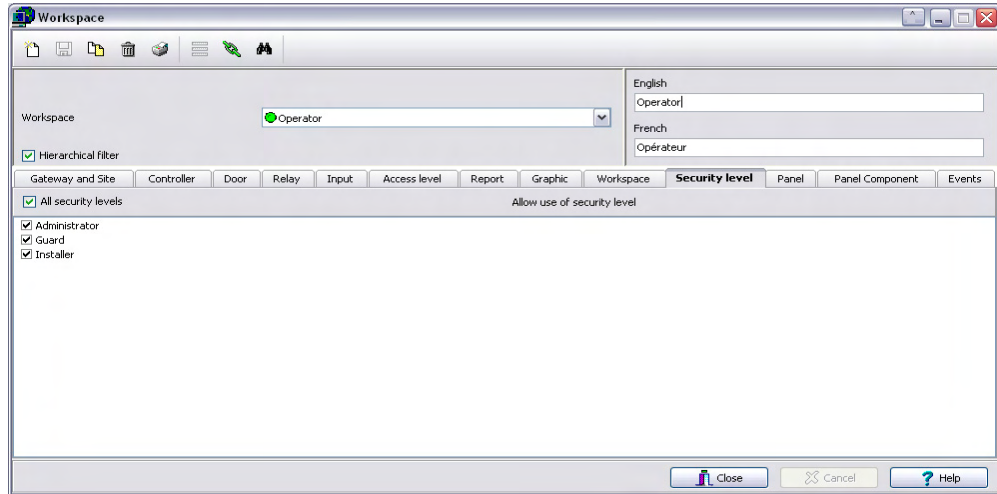 Workspace
English
Operator
Workspace
Operator
French
Opérateur
Hierarchical filter
Gateway and Site Controller Door Relay Input Access level Report Graphic Workspace Security level Panel Panel Component Events
All security levels Allow use of security level
Administrator
Guard
Installer
Close Cancel ? Help